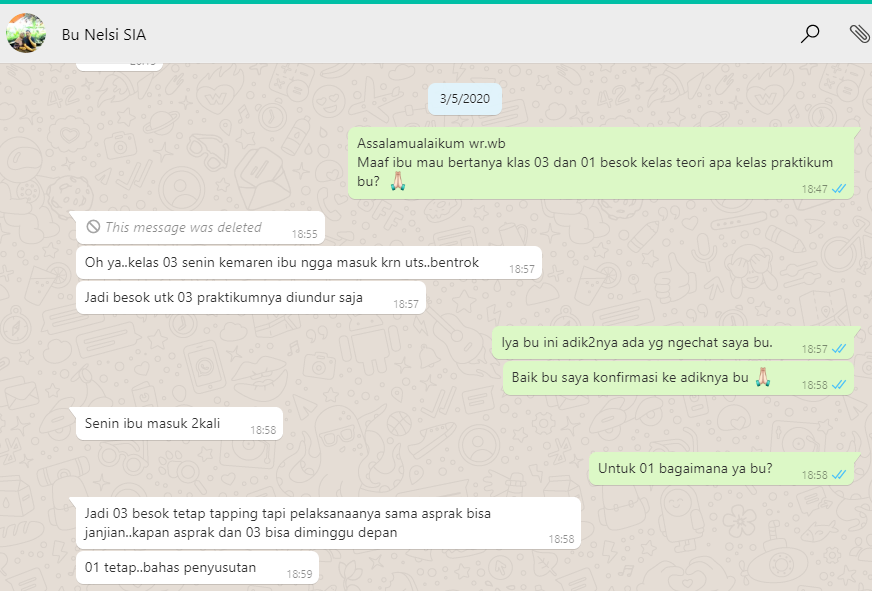 Bu Nelsi SIA
3/5/2020
Assalamualaikum wr.wb
Maaf ibu mau bertanya klas 03 dan 01 besok kelas teori apa kelas praktikum
bu? 🙏🏻
18:47
This message was deleted
18:55
Oh ya..kelas 03 senin kemaren ibu ngga masuk krn uts..bentrok
18:57
Jadi besok utk 03 praktikumnya diundur saja
18:57
Iya bu ini adik2nya ada yg ngechat saya bu.
18:57
Baik bu saya konfirmasi ke adiknya bu 🙏🏻
18:58
Senin ibu masuk 2kali
18:58
Untuk 01 bagaimana ya bu?
18:58
Jadi 03 besok tetap tapping tapi pelaksanaanya sama asprak bisa
janjian..kapan asprak dan 03 bisa diminggu depan
18:58
01 tetap..bahas penyusutan
18:59